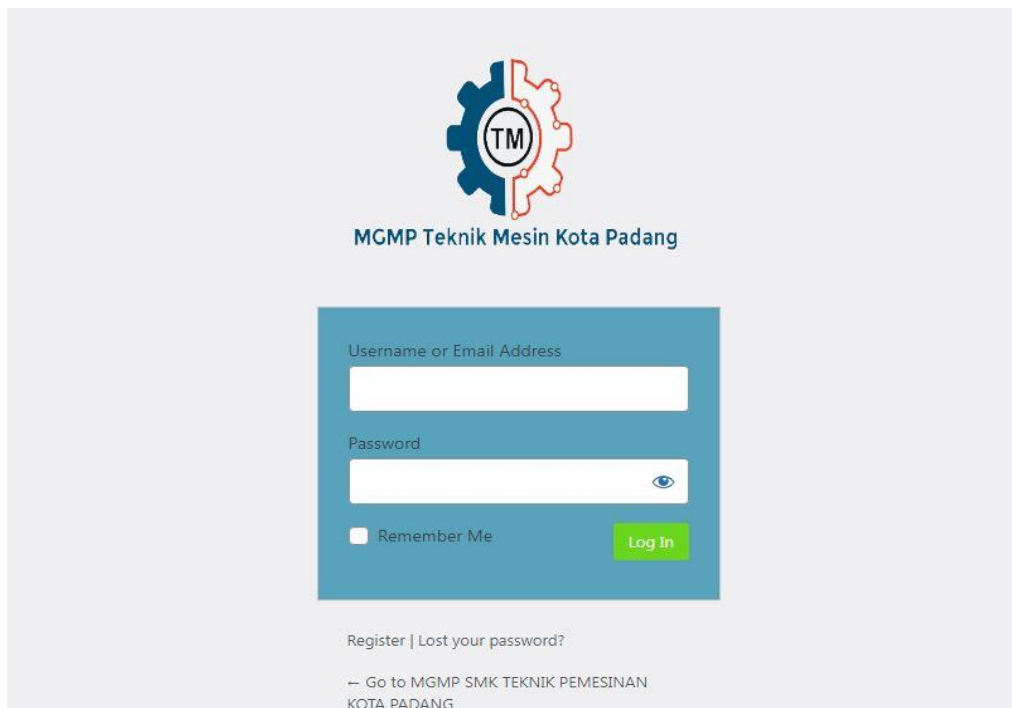 TM
MGMP Teknik Mesin Kota Padang
Username or Email Address
Password
Remember Me
Log In
Register | Lost your password?
← Go to MGMP SMK TEKNIK PEMESINAN
KOTA PADANG